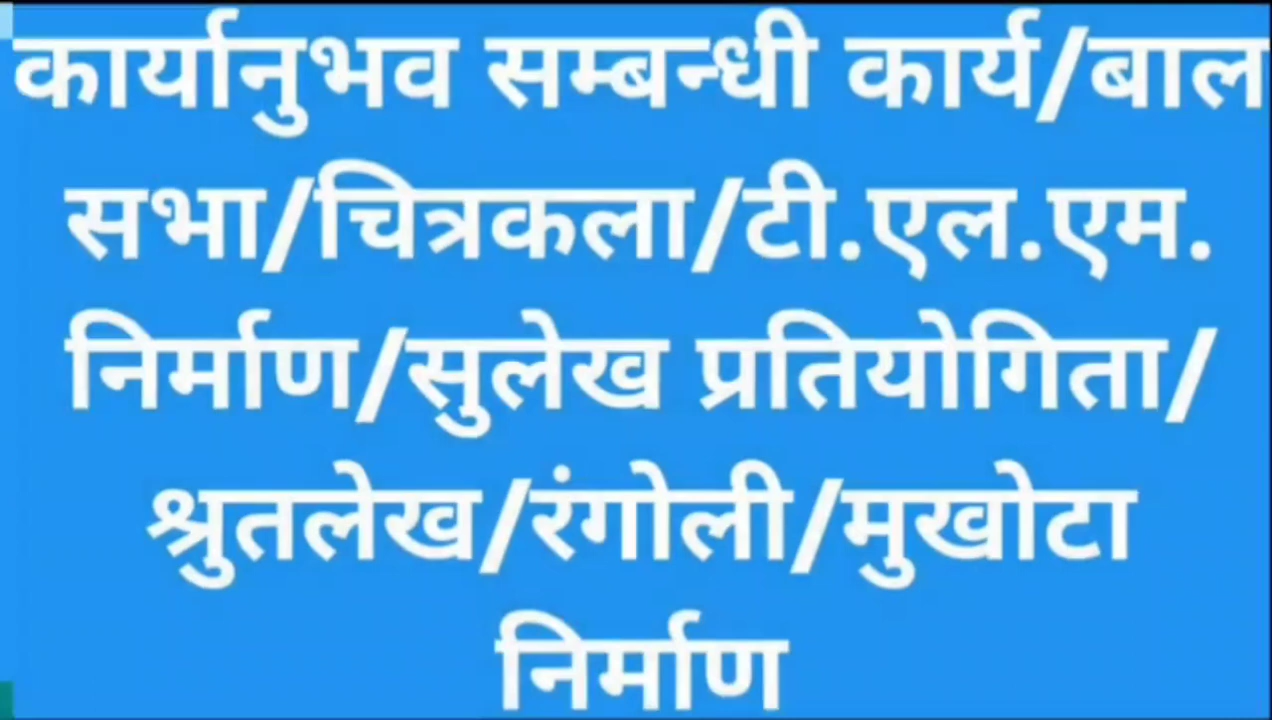 कार्यानुभव सम्बन्धी कार्य/बाल
सभा/चित्रकला/टी.एल.एम.
निर्माण/सुलेख प्रतियोगिता/
श्रुतलेख/रंगोली/मुखोटा
निर्माण